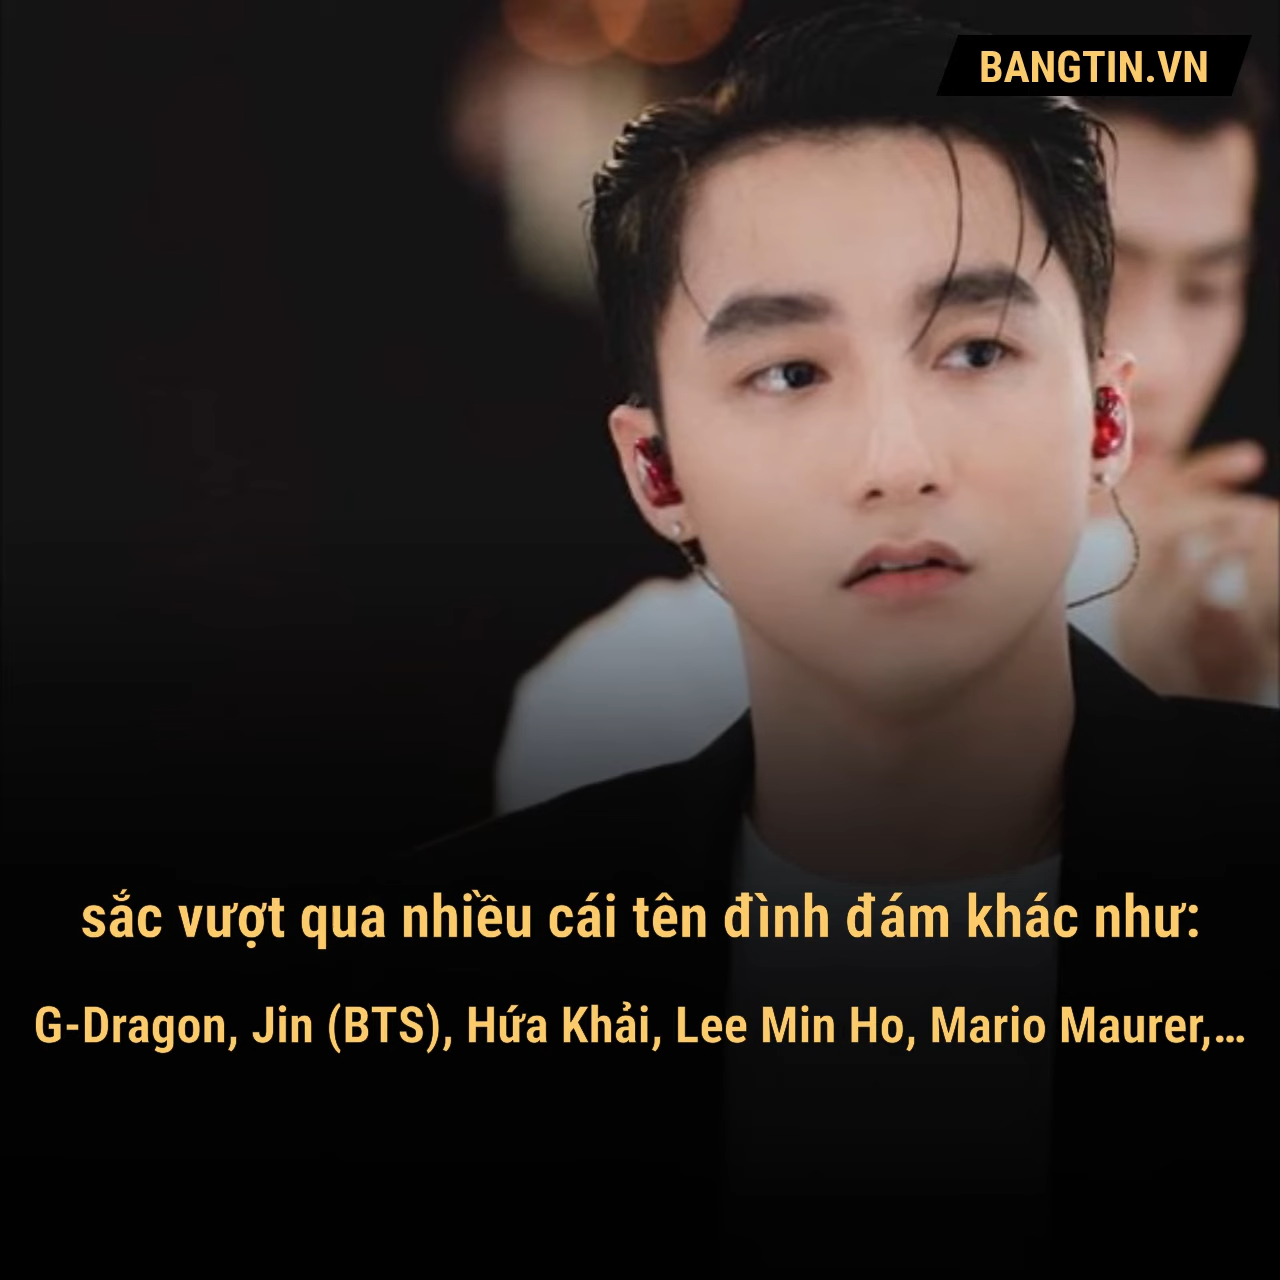 BANGTIN.VN
sắc vượt qua nhiều cái tên đình đám khác như:
G-Dragon, Jin (BTS), Hứa Khải, Lee Min Ho, Mario Maurer,...